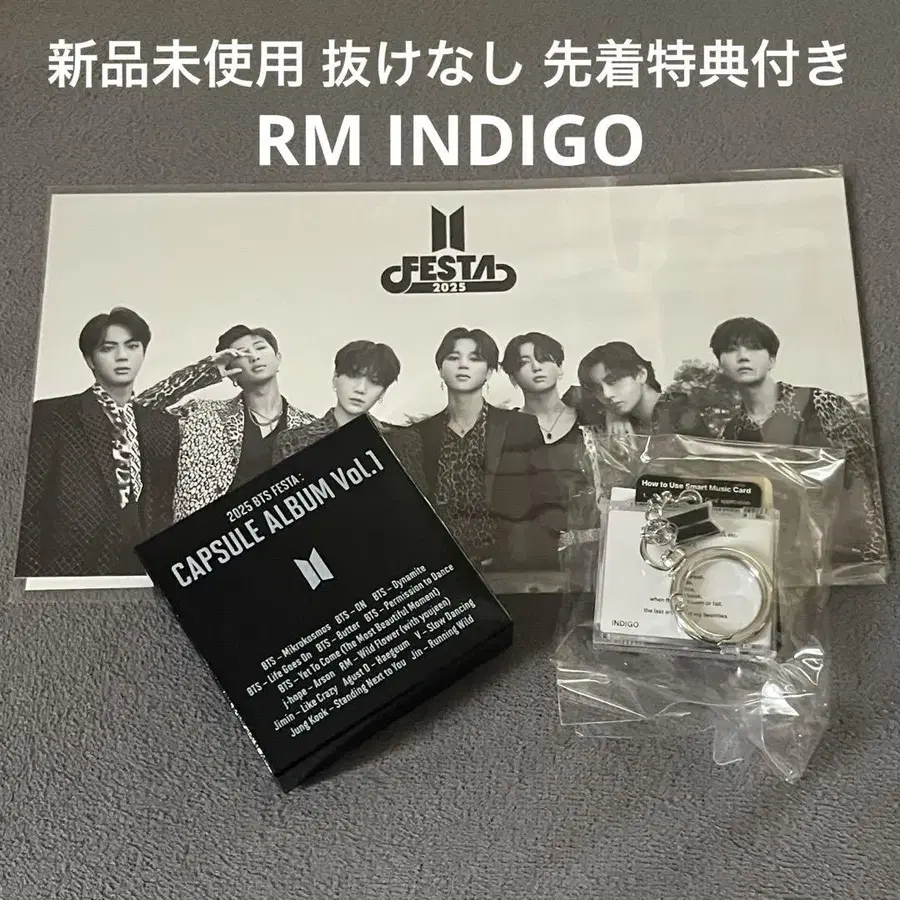 新品未使用 抜けなし 先着特典付き
RM INDIGO
FESTA
2025
2025 BTS FESTA :
CAPSULE ALBUM Vol.1
BTS – Mikrokosmos BTS – ON BTS – Dynamite
BTS – Life Goes On BTS – Butter BTS – Permission to Dance
BTS – Yet To Come (The Most Beautiful Moment)
j-hope – Arson RM – Wild Flower (with youjeen)
Jimin – Like Crazy Agust D – Haegeum V – Slow Dancing
Jung Kook – Standing Next to You Jin – Running Wild
How to Use Smart Music Card
INDIGO